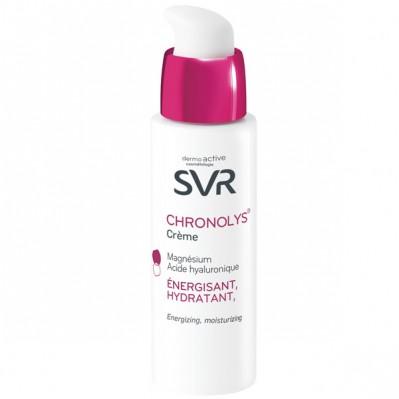 dermo active
cosmétologie
SVR
CHRONOLYS®
Crème
Magnésium
Acide hyaluronique
ÉNERGISANT,
HYDRATANT,
Energizing, moisturizing